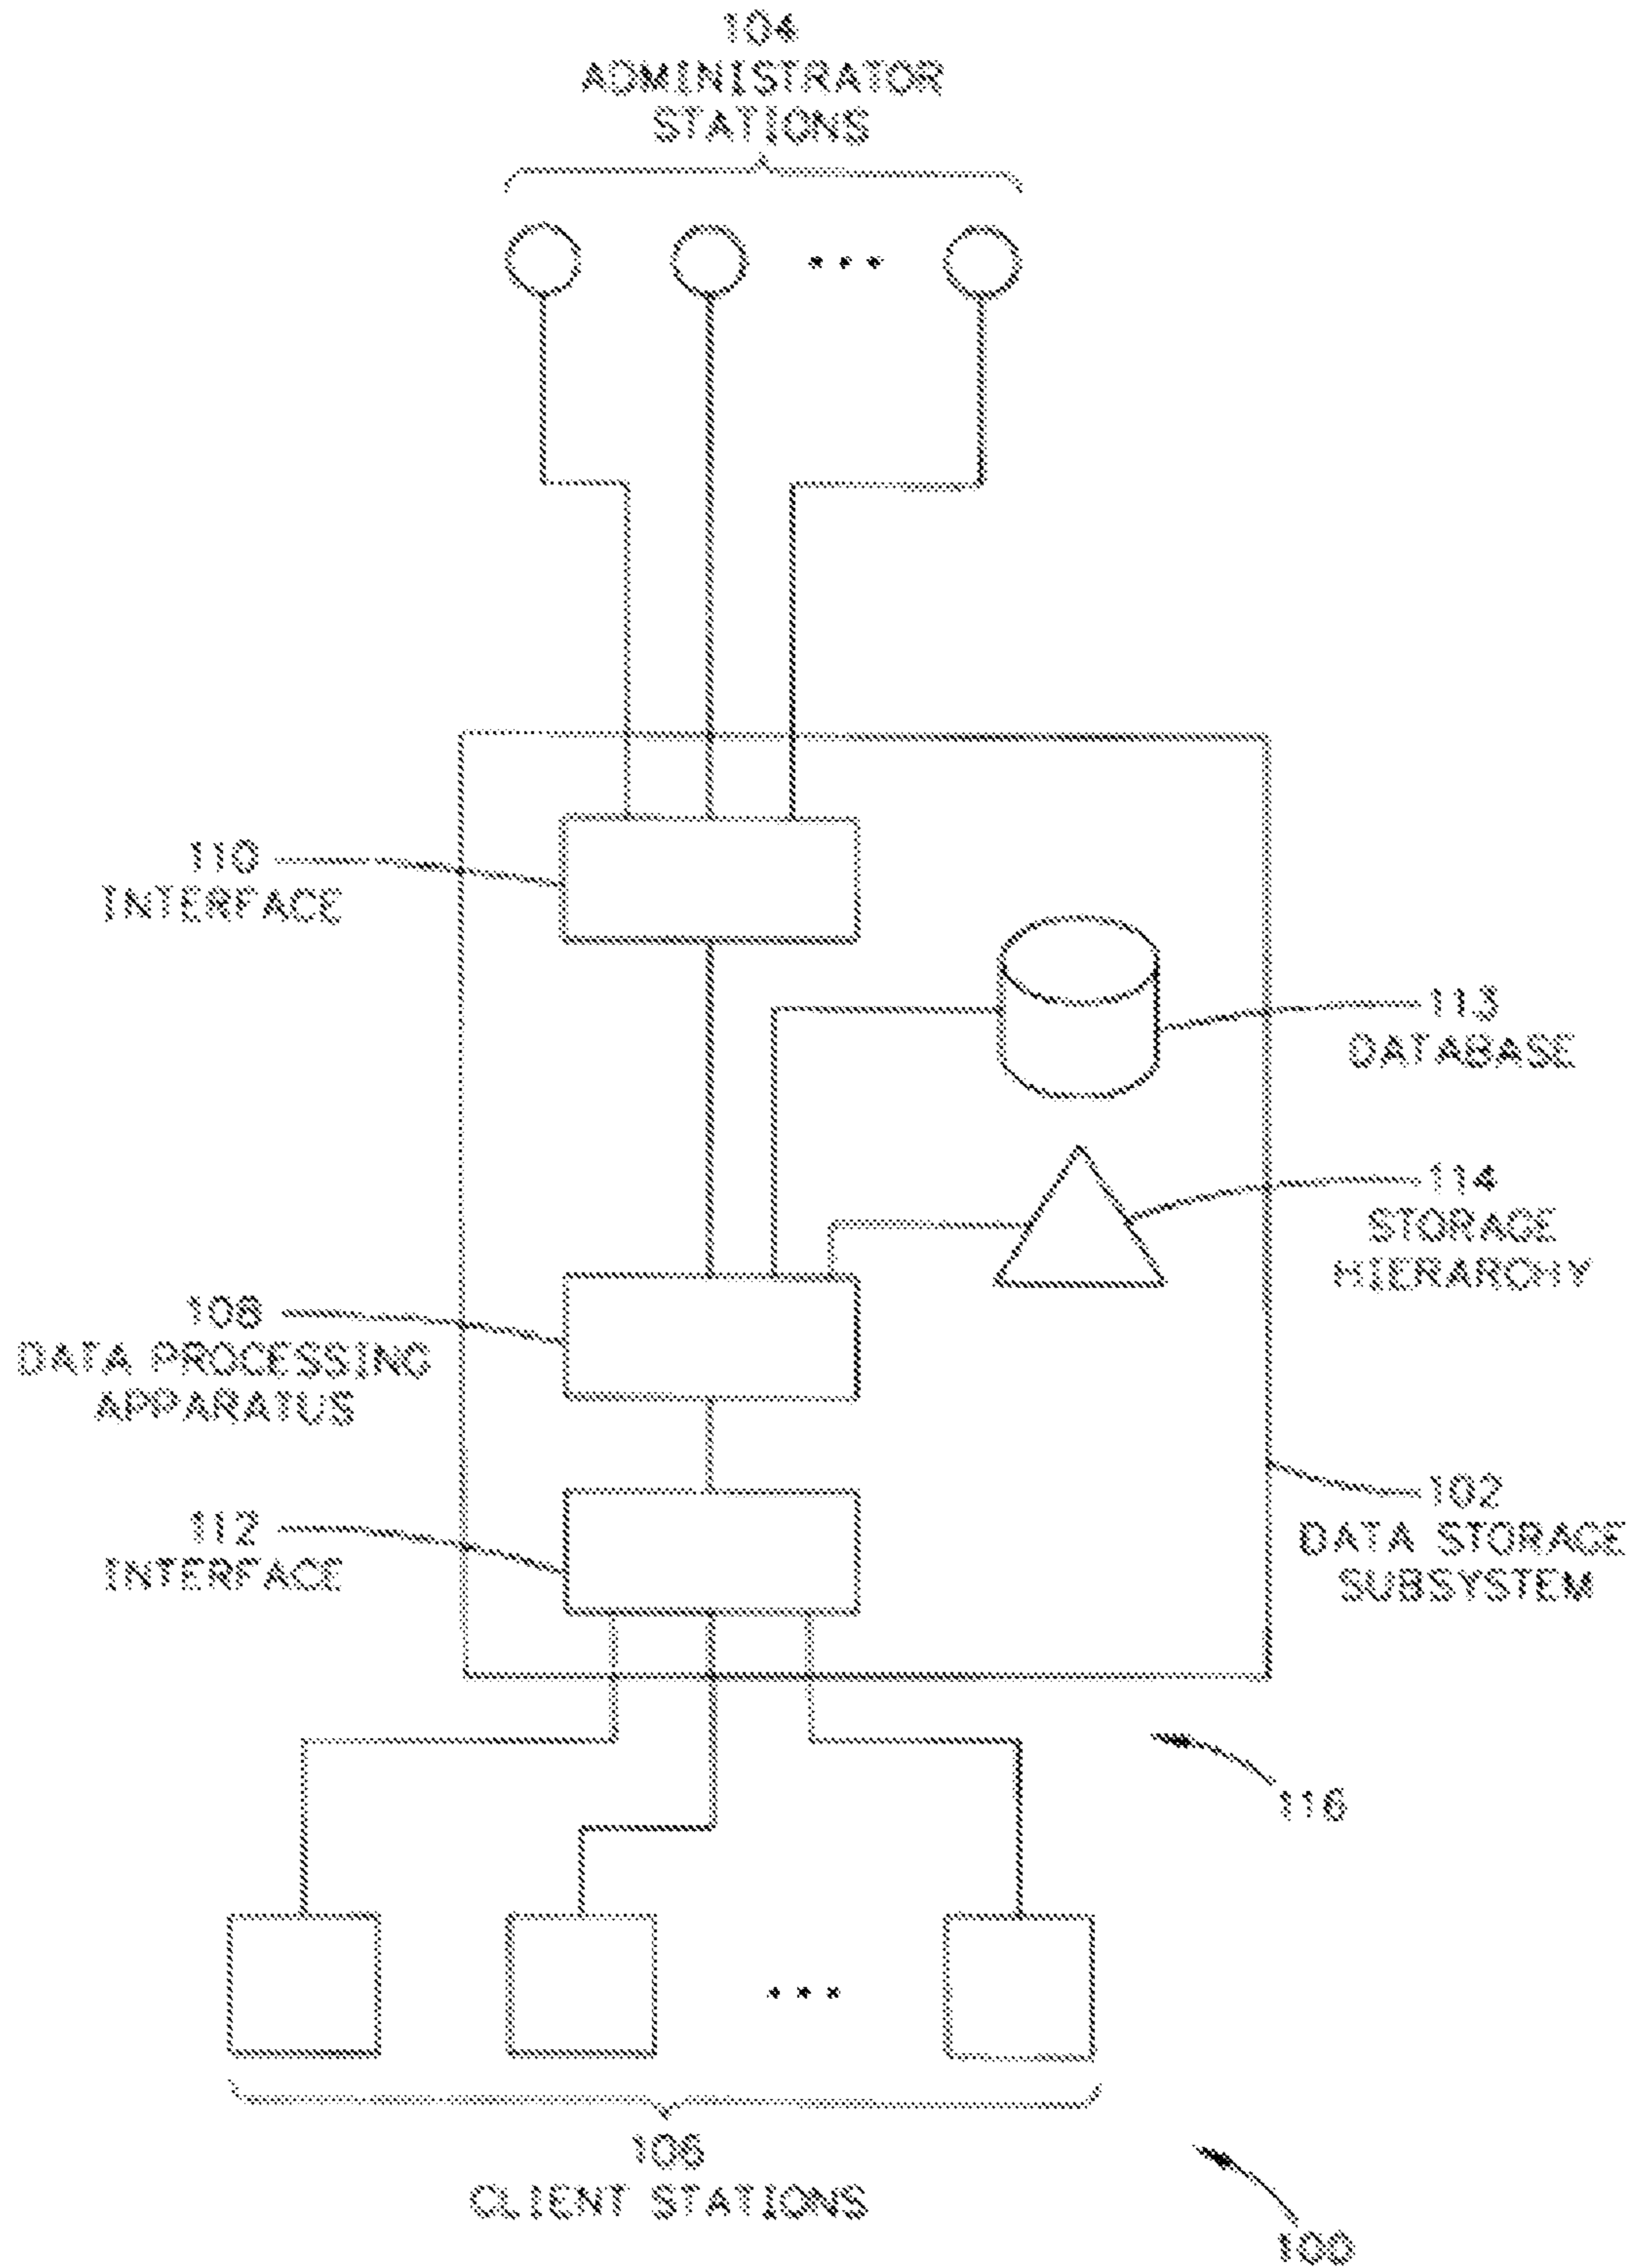 104
ADMINISTRATOR
STATIONS
110
INTERFACE
113
DATABASE
114
STORAGE
HIERARCHY
108
DATA PROCESSING
APPARATUS
102
DATA STORAGE
SUBSYSTEM
112
INTERFACE
116
106
CLIENT STATIONS
100